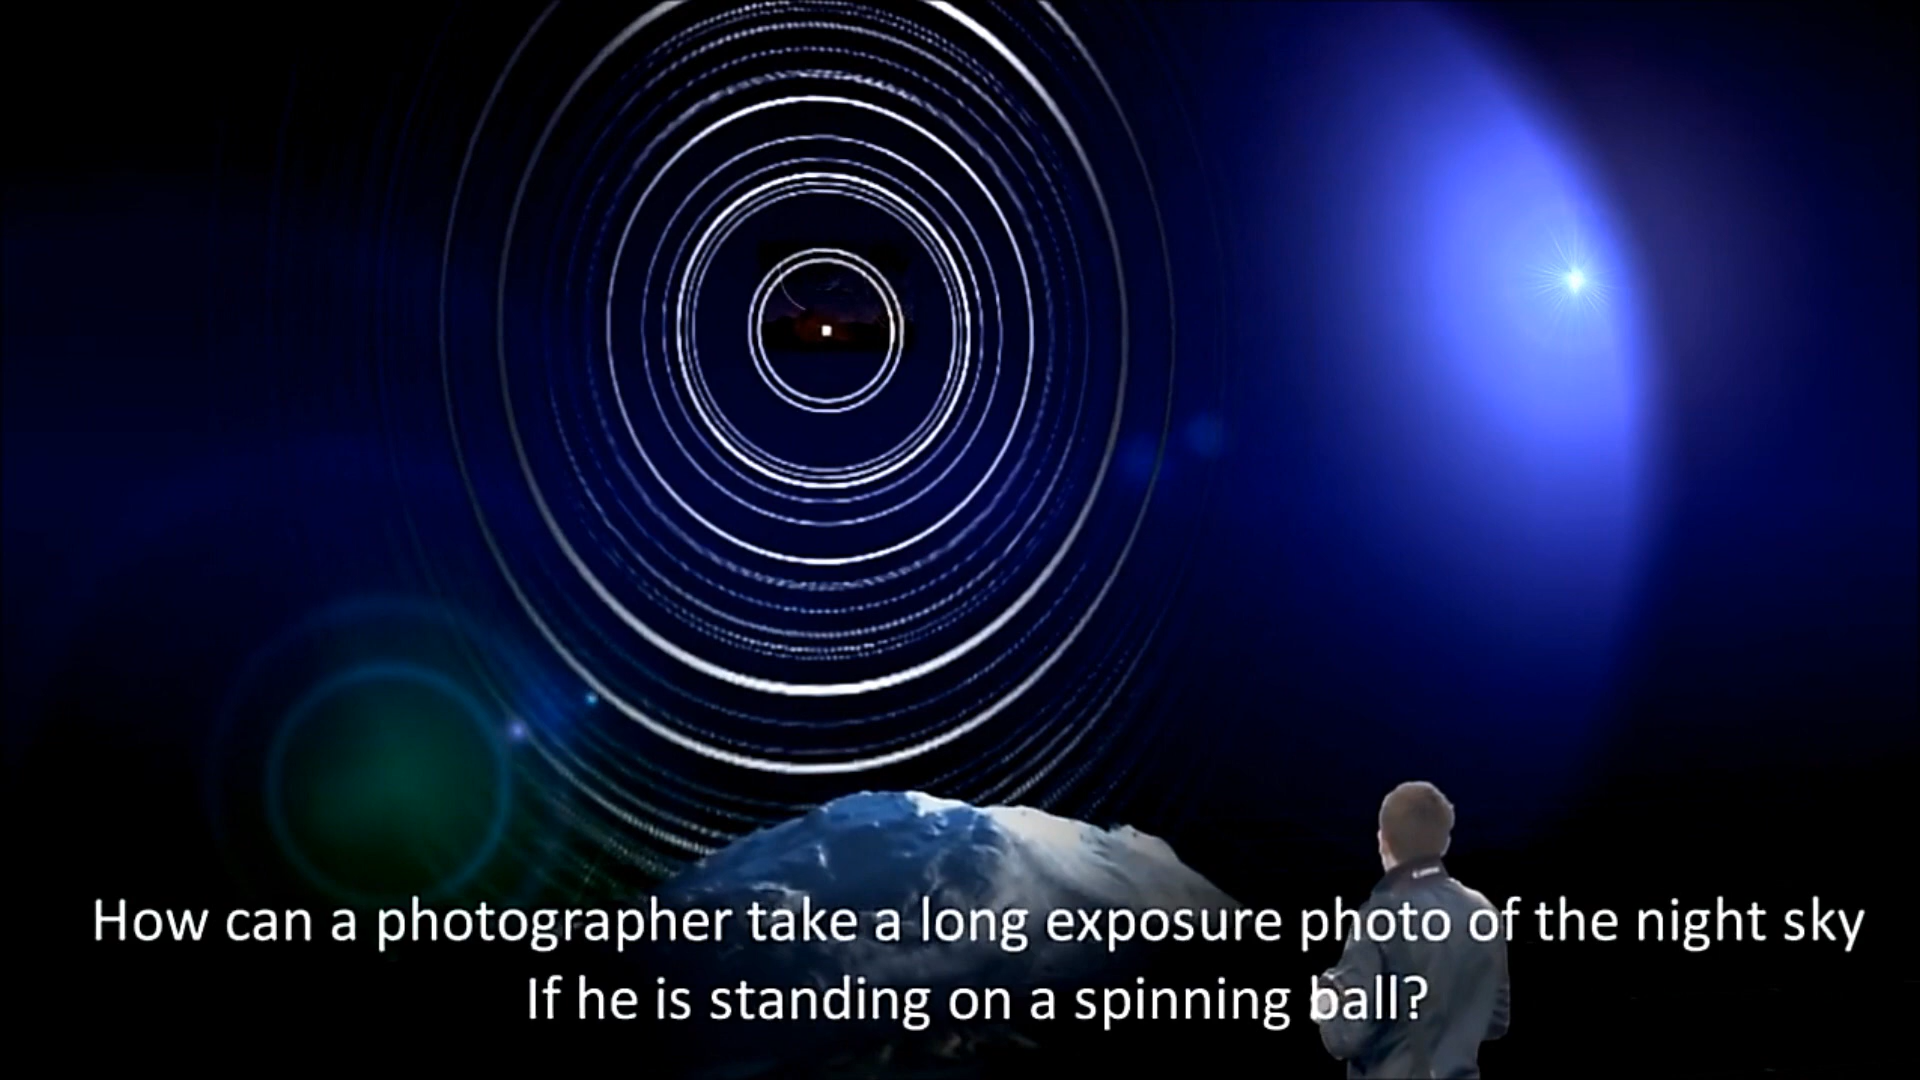 How can a photographer take a long exposure photo of the night sky
If he is standing on a spinning ball?